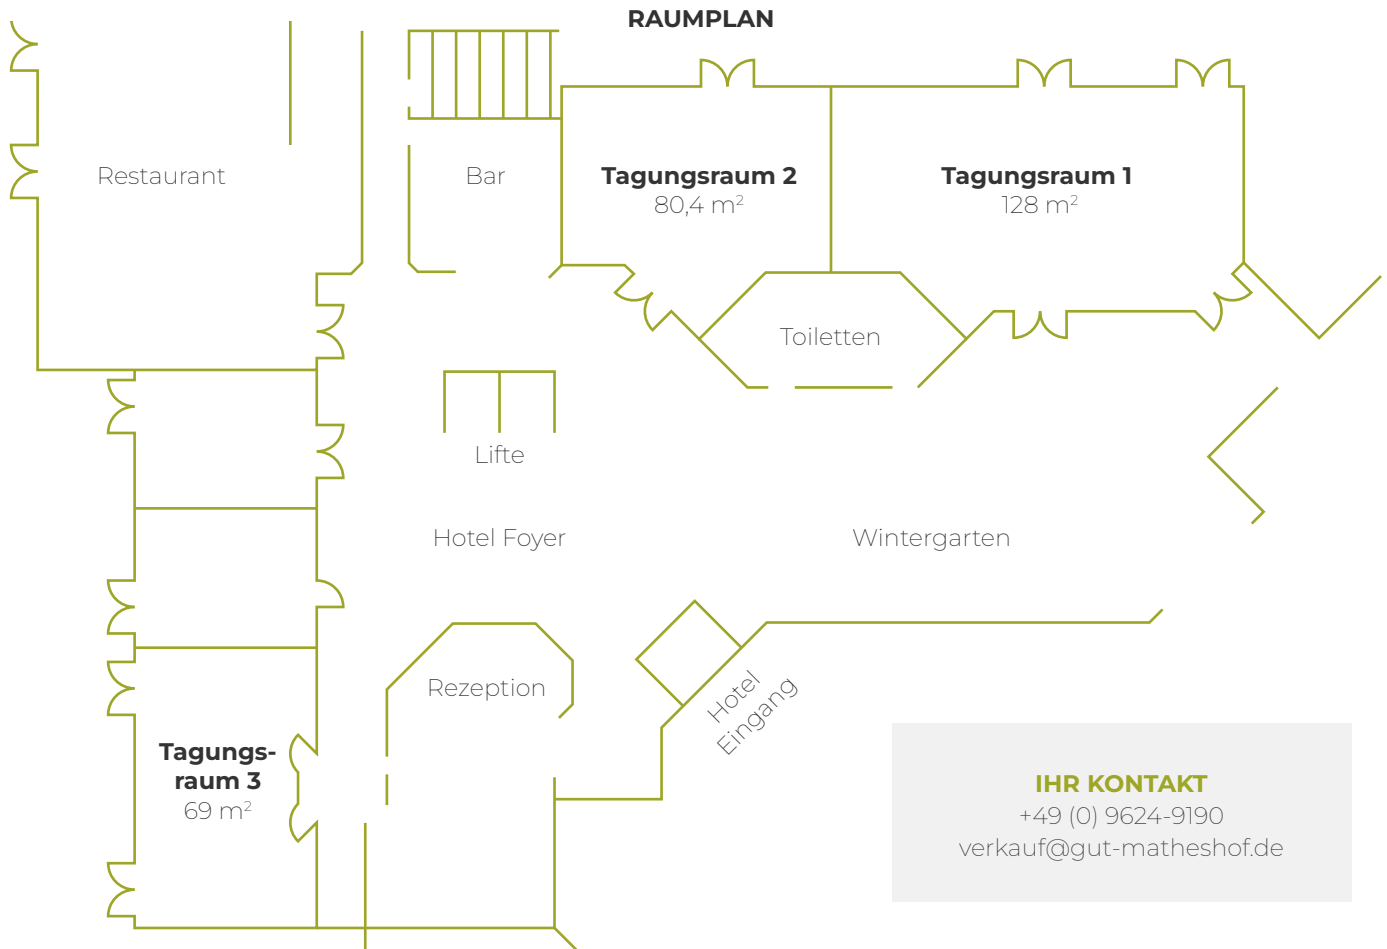 RAUMPLAN
Restaurant
Bar
Tagungsraum 2
80,4 m²
Tagungsraum 1
128 m²
Toiletten
Lifte
Hotel Foyer
Wintergarten
Rezeption
Hotel
Eingang
Tagungs-
raum 3
69 m²
IHR KONTAKT
+49 (0) 9624-9190
verkauf@gut-matheshof.de